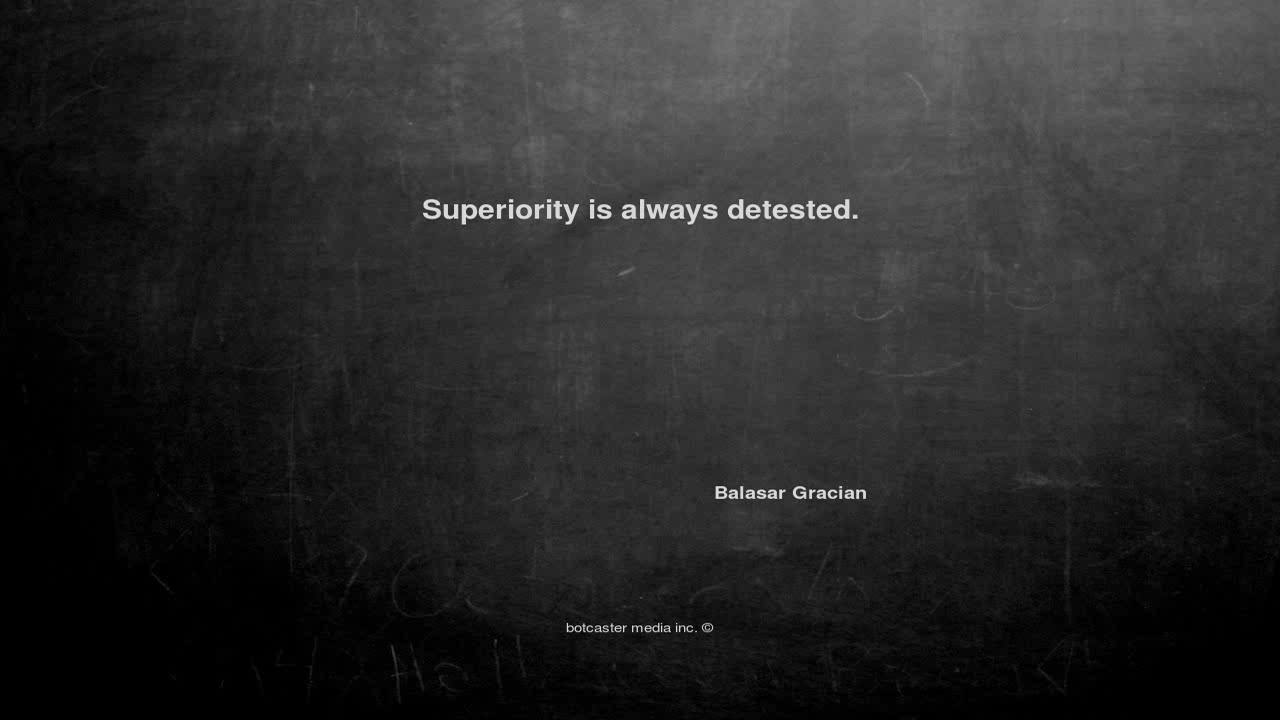 Superiority is always detested.
Balasar Gracian
botcaster media inc. ©